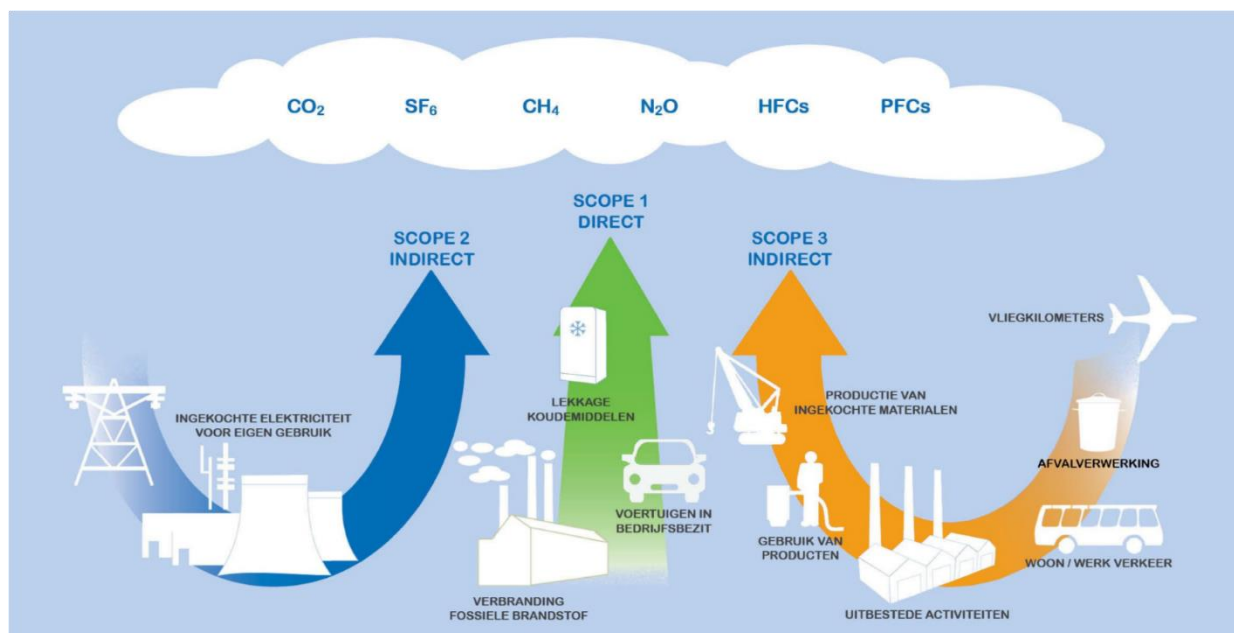 CO₂ SF₆ CH₄ N₂O HFCs PFCs
SCOPE 1
DIRECT
SCOPE 2
INDIRECT
SCOPE 3
INDIRECT
VLIEGKILOMETERS
LEKKAGE
KOUDEMIDDELEN
PRODUCTIE VAN
INGEKOCHTE MATERIALEN
INGEKOCHTE ELEKTRICITEIT
VOOR EIGEN GEBRUIK
AFVALVERWERKING
VOERTUIGEN IN
BEDRIJFSBEZIT
GEBRUIK VAN
PRODUCTEN
WOON / WERK VERKEER
VERBRANDING
FOSSIELE BRANDSTOF
UITBESTEDE ACTIVITEITEN